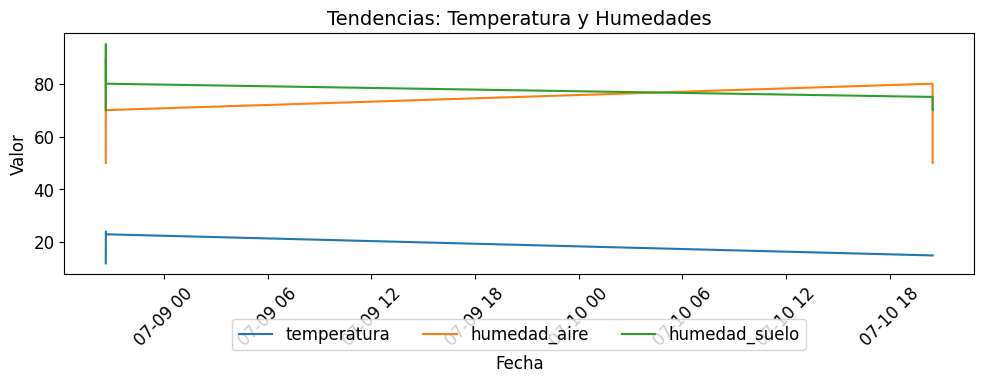 Tendencias: Temperatura y Humedades
Valor
80
60
40
20
07-09 00
07-09 06
07-09 12
07-09 18
07-10 00
07-10 06
07-10 12
07-10 18
temperatura
humedad_aire
humedad_suelo
Fecha